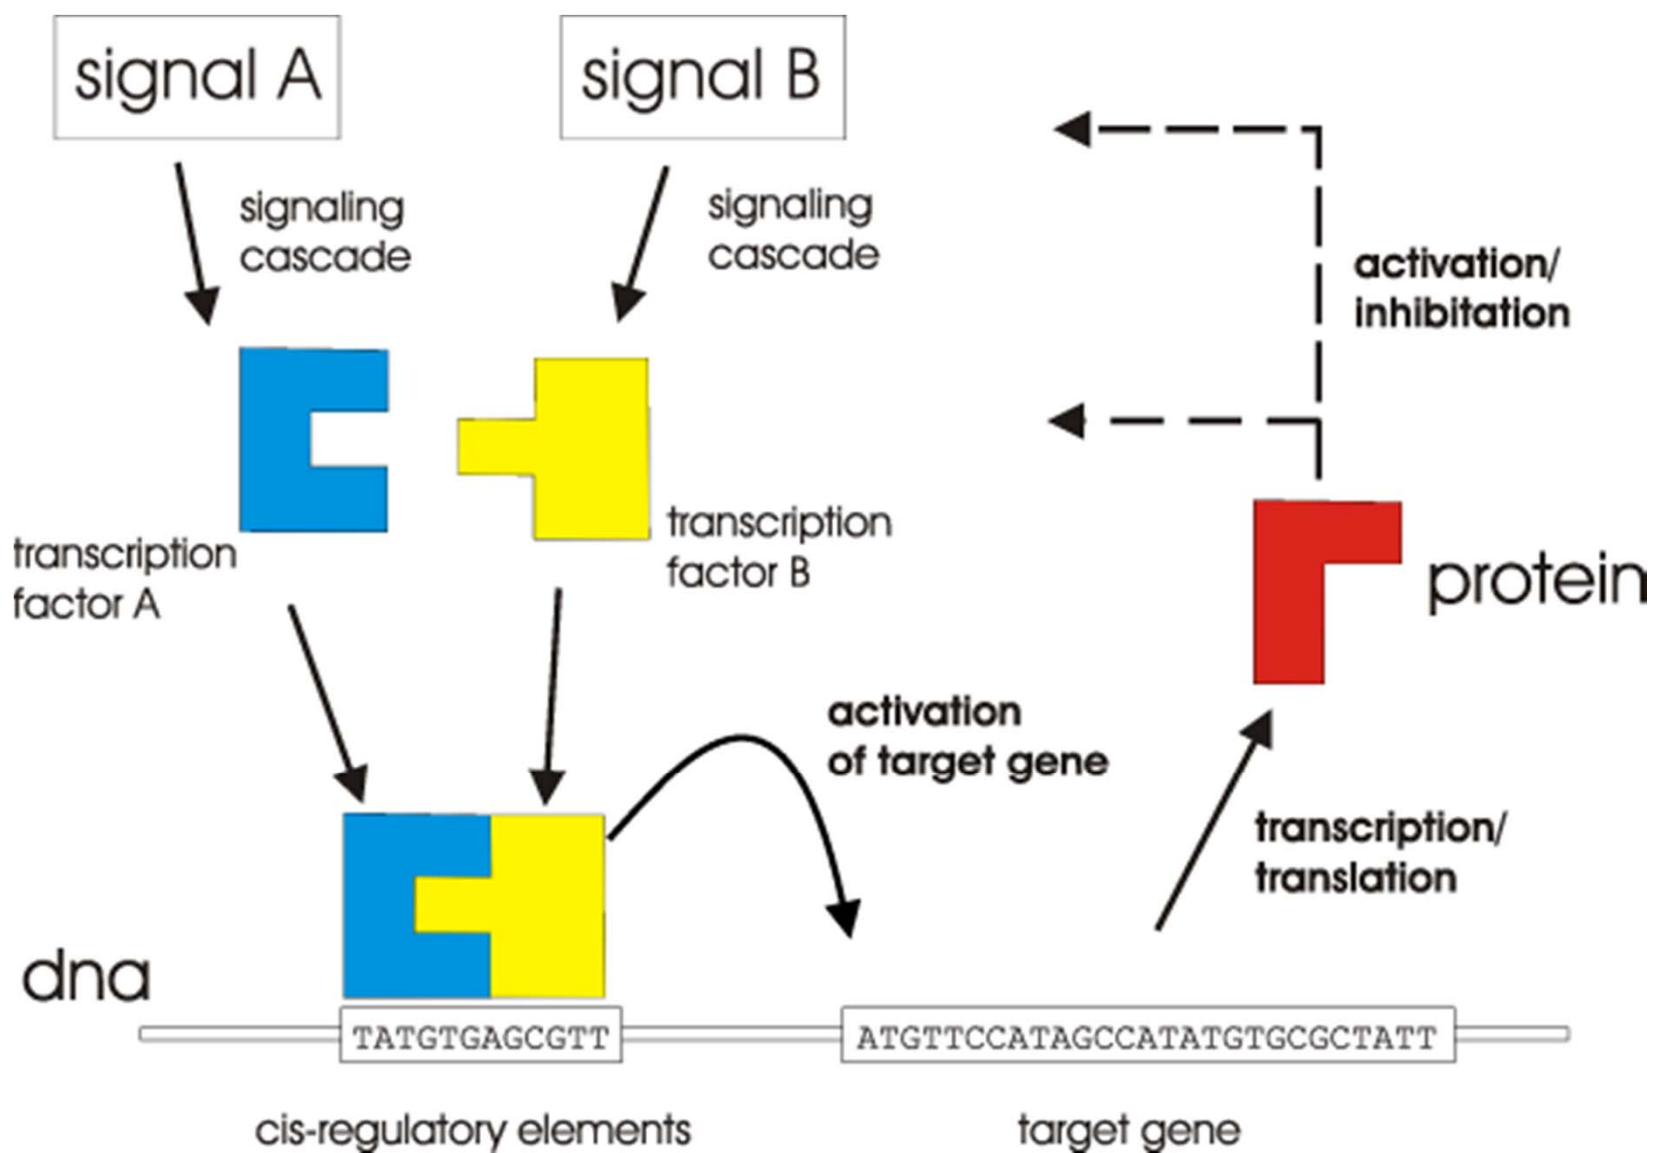 signal A
signal B
signaling
cascade
signaling
cascade
activation/
inhibitation
transcription
factor A
transcription
factor B
protein
activation
of target gene
transcription/
translation
dna
TATGTGAGCGTT
ATGTTCCATAGCCATATGTGCGCTATT
cis-regulatory elements
target gene